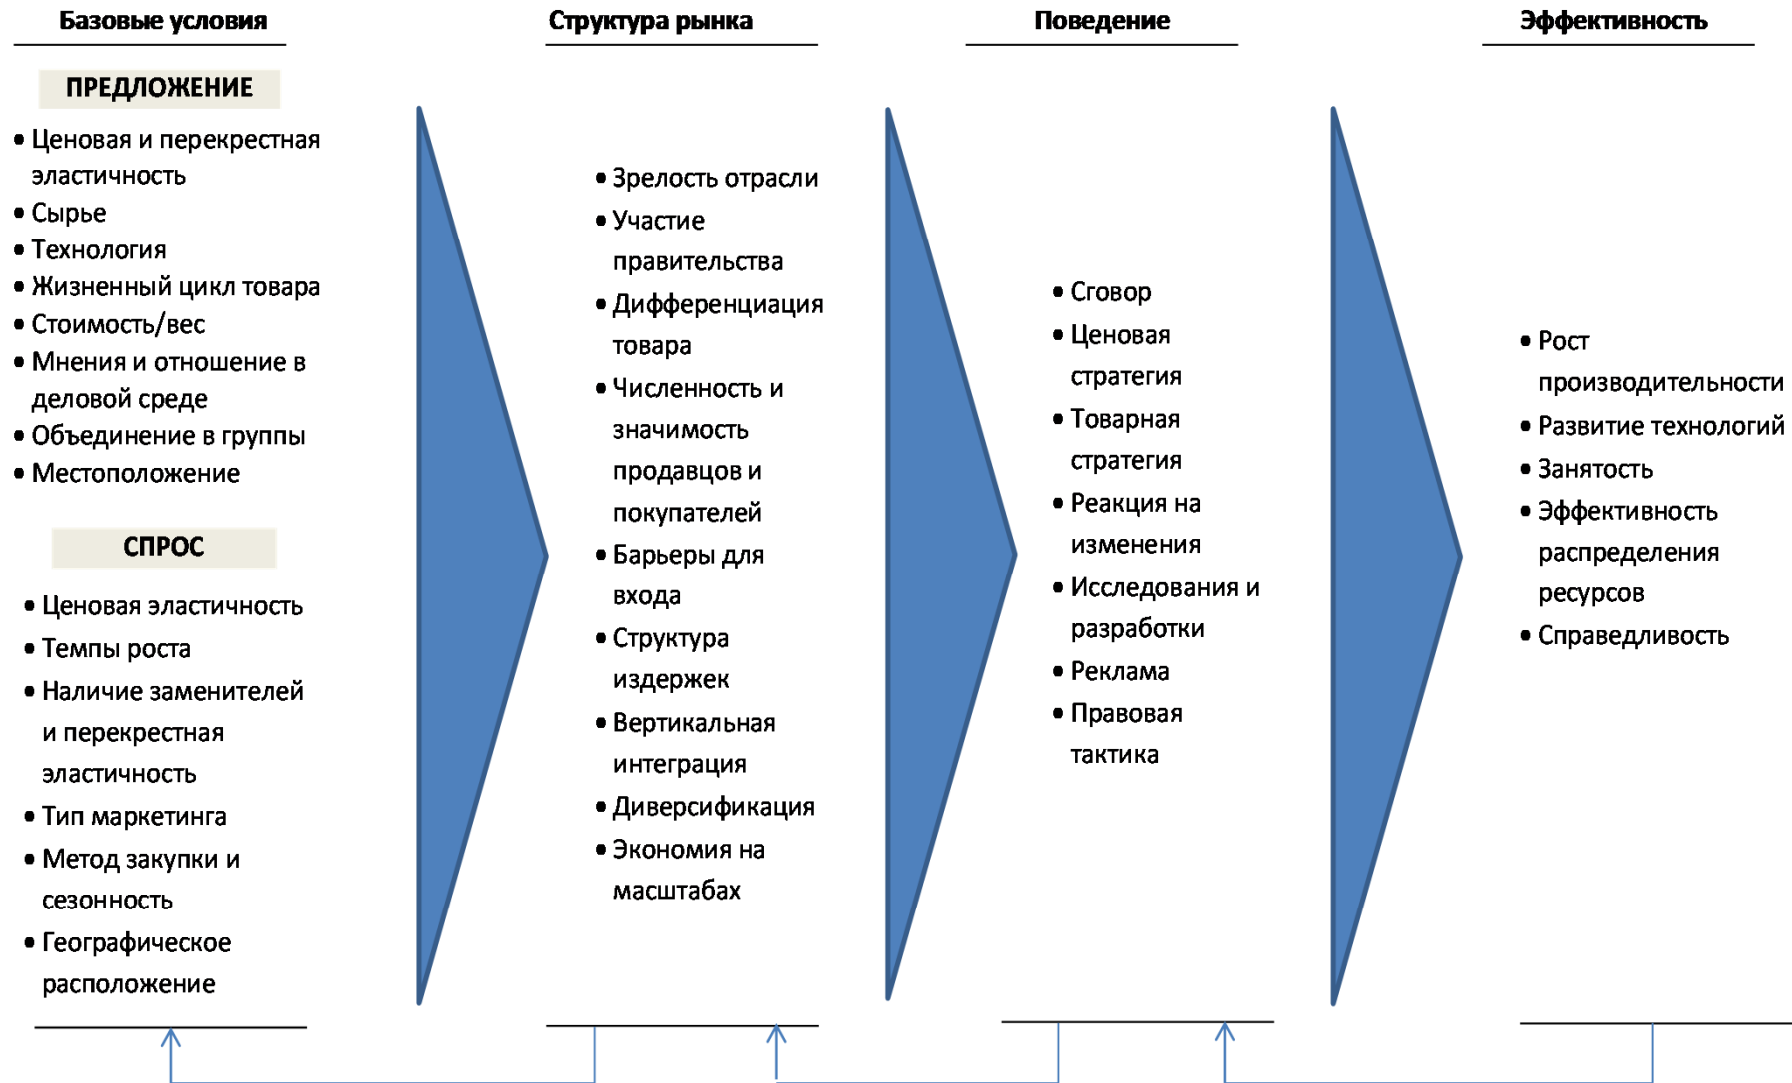 Базовые условия
ПРЕДЛОЖЕНИЕ
• Ценовая и перекрестная
эластичность
• Сырье
• Технология
• Жизненный цикл товара
• Стоимость/вес
• Мнения и отношение в
деловой среде
• Объединение в группы
• Местоположение
СПРОС
• Ценовая эластичность
• Темпы роста
• Наличие заменителей
и перекрестная
эластичность
• Тип маркетинга
• Метод закупки и
сезонность
• Географическое
расположение
Структура рынка
• Зрелость отрасли
• Участие
правительства
• Дифференциация
товара
• Численность и
значимость
продавцов и
покупателей
• Барьеры для
входа
• Структура
издержек
• Вертикальная
интеграция
• Диверсификация
• Экономия на
масштабах
Поведение
• Сговор
• Ценовая
стратегия
• Товарная
стратегия
• Реакция на
изменения
• Исследования и
разработки
• Реклама
• Правовая
тактика
Эффективность
• Рост
производительности
• Развитие технологий
• Занятость
• Эффективность
распределения
ресурсов
• Справедливость